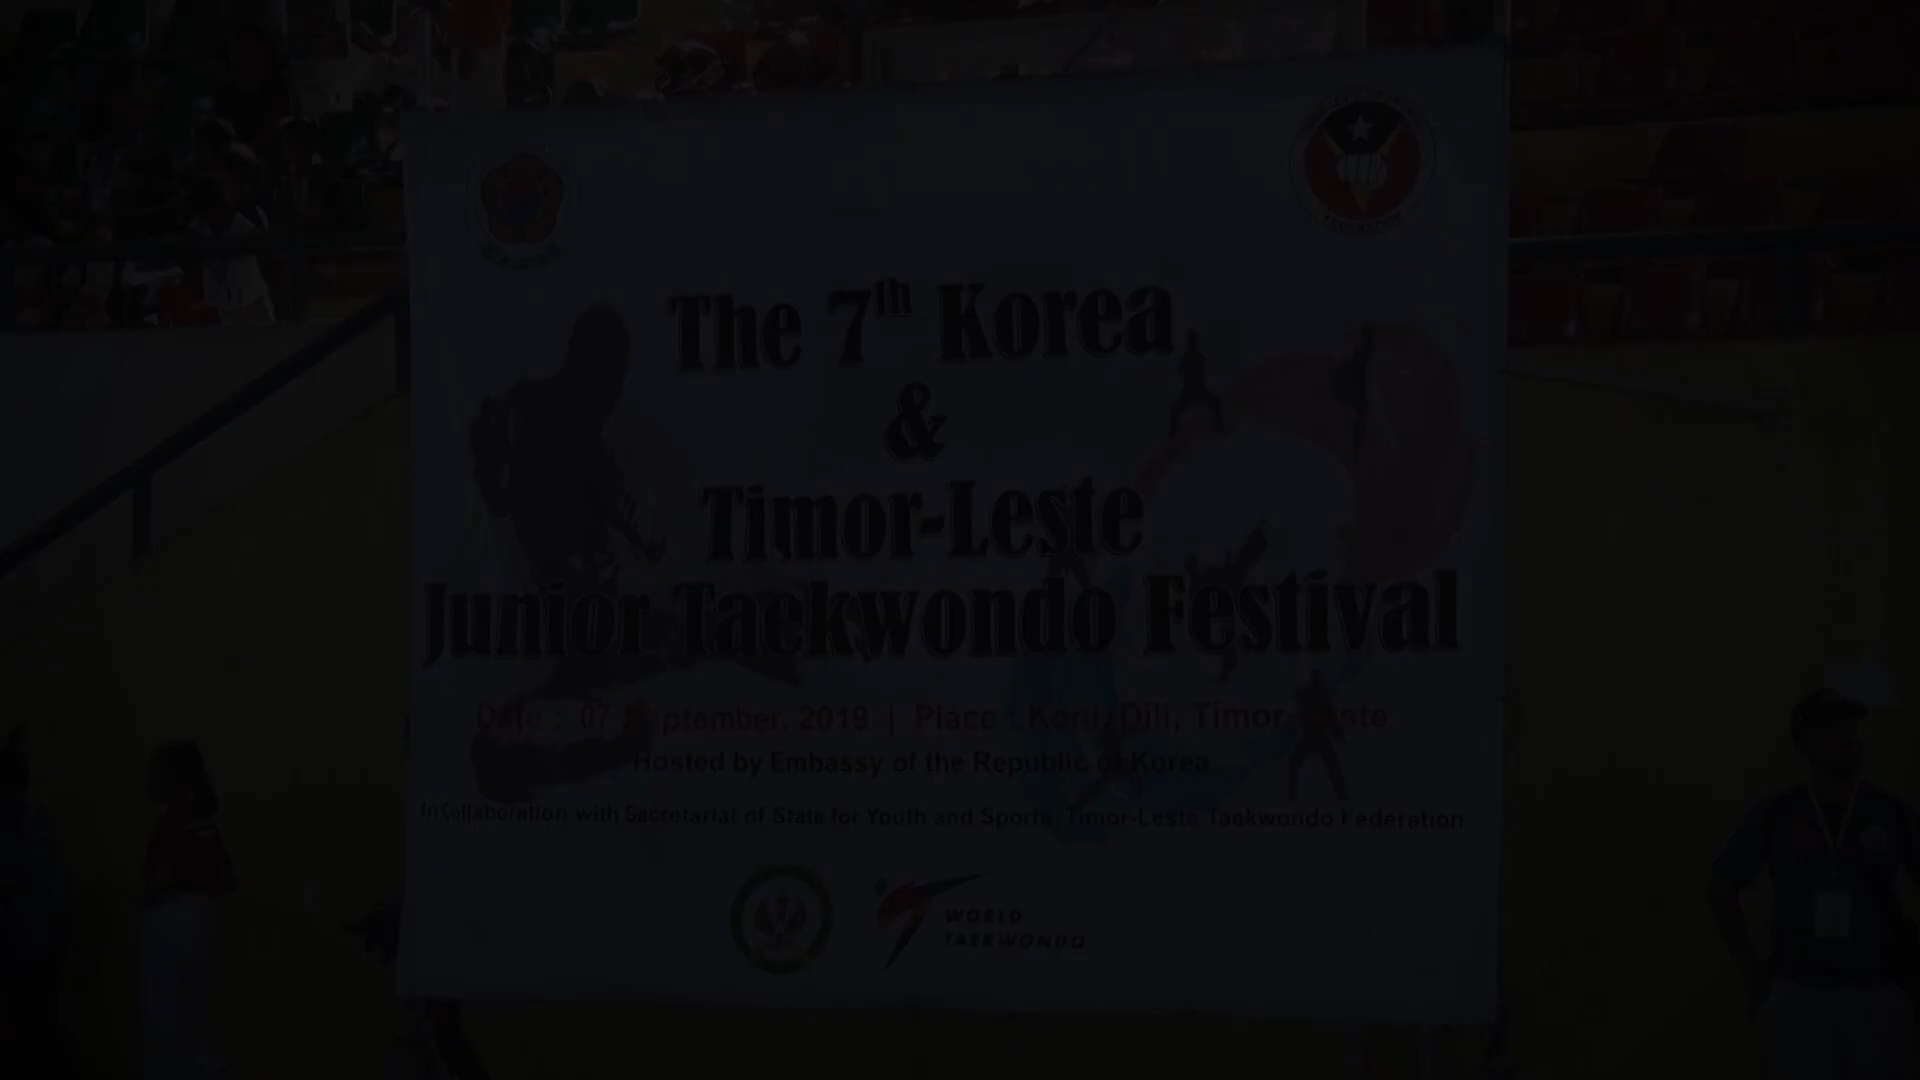 The 7th Korea
&
Timor-Leste
Junior Taekwondo Festival
Date : 07 September, 2019 | Place : Koni, Dili, Timor-Leste
Hosted by Embassy of the Republic of Korea
In Collaboration with Sacretariat of State for Youth and Sports, Timor-Leste Taekwondo Federation
WORLD
TAEKWONDO